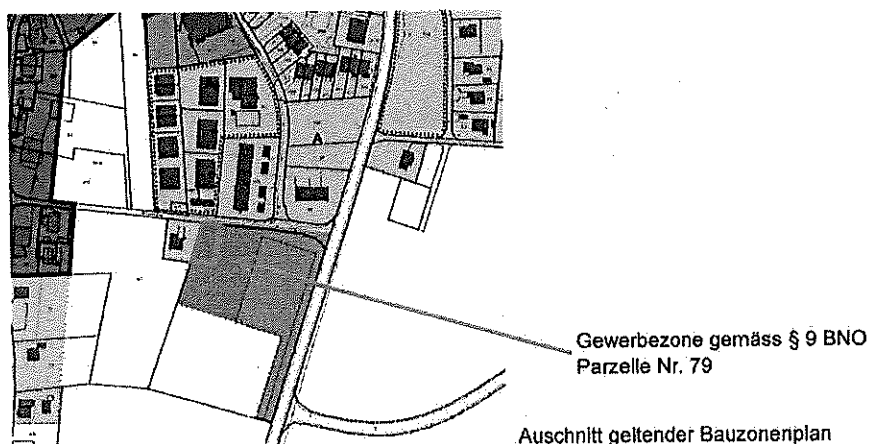 Gewerbezone gemäss § 9 BNO
Parzelle Nr. 79
Auschnitt geltender Bauzonenplan